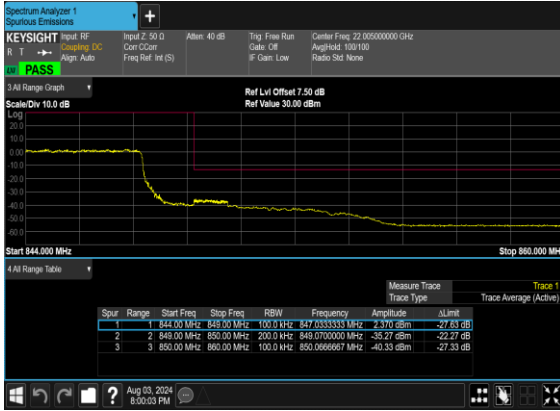 Spectrum Analyzer 1
Spurious Emissions
+
KEYSIGHT Input: RF Input Z: 50 Ω Atten: 40 dB Trig: Free Run Center Freq: 22.005000000 GHz
R T Coupling: DC Corr CCorr Gate: Off Avg|Hold: 100/100
Align: Auto Freq Ref: Int (S) IF Gain: Low Radio Std: None
PASS
3 All Range Graph
Ref Lvl Offset 7.50 dB
Scale/Div 10.0 dB Ref Value 30.00 dBm
Log
20.0
10.0
0.00
-10.0
-20.0
-30.0
-40.0
-50.0
-60.0
Start 844.000 MHz Stop 860.000 MH
4 All Range Table
Measure Trace Trace 1
Trace Type Trace Average (Active)
Spur Range Start Freq Stop Freq RBW Frequency Amplitude ΔLimit
1 1 844.00 MHz 849.00 MHz 100.0 kHz 847.0333333 MHz 2.370 dBm -27.63 dB
2 2 849.00 MHz 850.00 MHz 200.0 kHz 849.0700000 MHz -35.27 dBm -22.27 dB
3 3 850.00 MHz 860.00 MHz 100.0 kHz 850.0666667 MHz -40.33 dBm -27.33 dB
?
Aug 03, 2024
8:00:03 PM